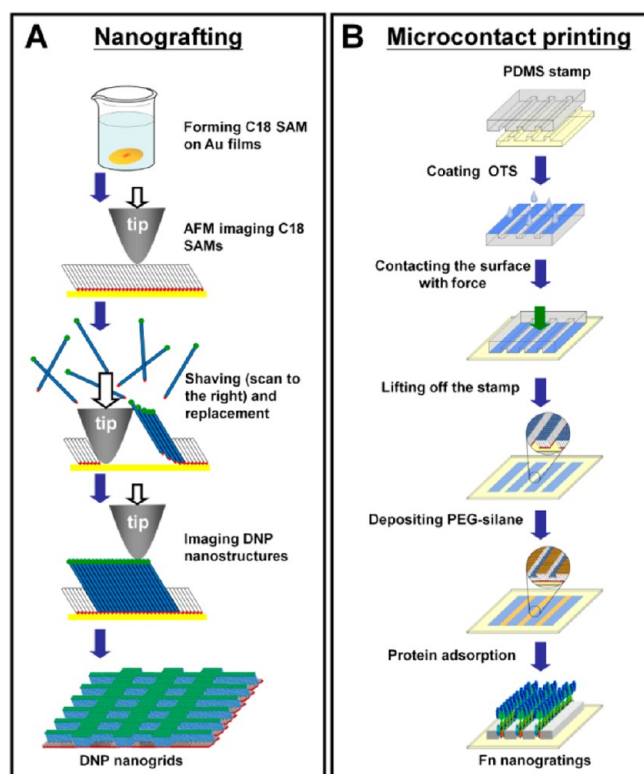 A Nanografting
Forming C18 SAM
on Au films
tip
AFM imaging C18
SAMs
Shaving (scan to
the right) and
replacement
tip
tip
Imaging DNP
nanostructures
DNP nanogrids
B Microcontact printing
PDMS stamp
Coating OTS
Contacting the surface
with force
Lifting off the stamp
Depositing PEG-silane
Protein adsorption
Fn nanogratings